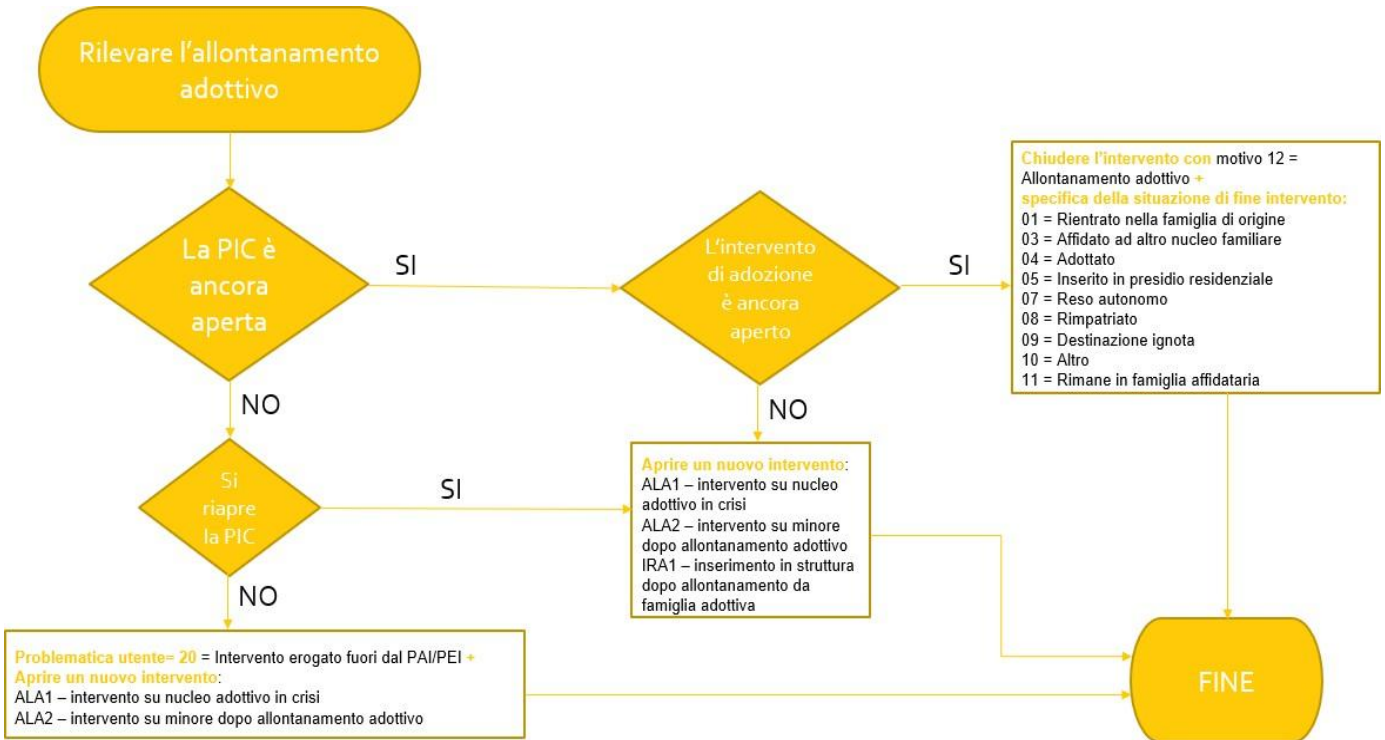 Rilevare l'allontanamento
adottivo
La PIC è
ancora
aperta
SI
L'intervento
di adozione
è ancora
aperto
SI
Chiudere l'intervento con motivo 12 =
Allontanamento adottivo +
specifica della situazione di fine intervento:
01 = Rientrato nella famiglia di origine
03 = Affidato ad altro nucleo familiare
04 = Adottato
05 = Inserito in presidio residenziale
07 = Reso autonomo
08 = Rimpatriato
09 = Destinazione ignota
10 = Altro
11 = Rimane in famiglia affidataria
NO
NO
Si
riapre
la PIC
SI
Aprire un nuovo intervento:
ALA1 – intervento su nucleo
adottivo in crisi
ALA2 – intervento su minore
dopo allontanamento adottivo
IRA1 – inserimento in struttura
dopo allontanamento da
famiglia adottiva
NO
Problematica utente= 20 = Intervento erogato fuori dal PAI/PEI +
Aprire un nuovo intervento:
ALA1 – intervento su nucleo adottivo in crisi
ALA2 – intervento su minore dopo allontanamento adottivo
FINE